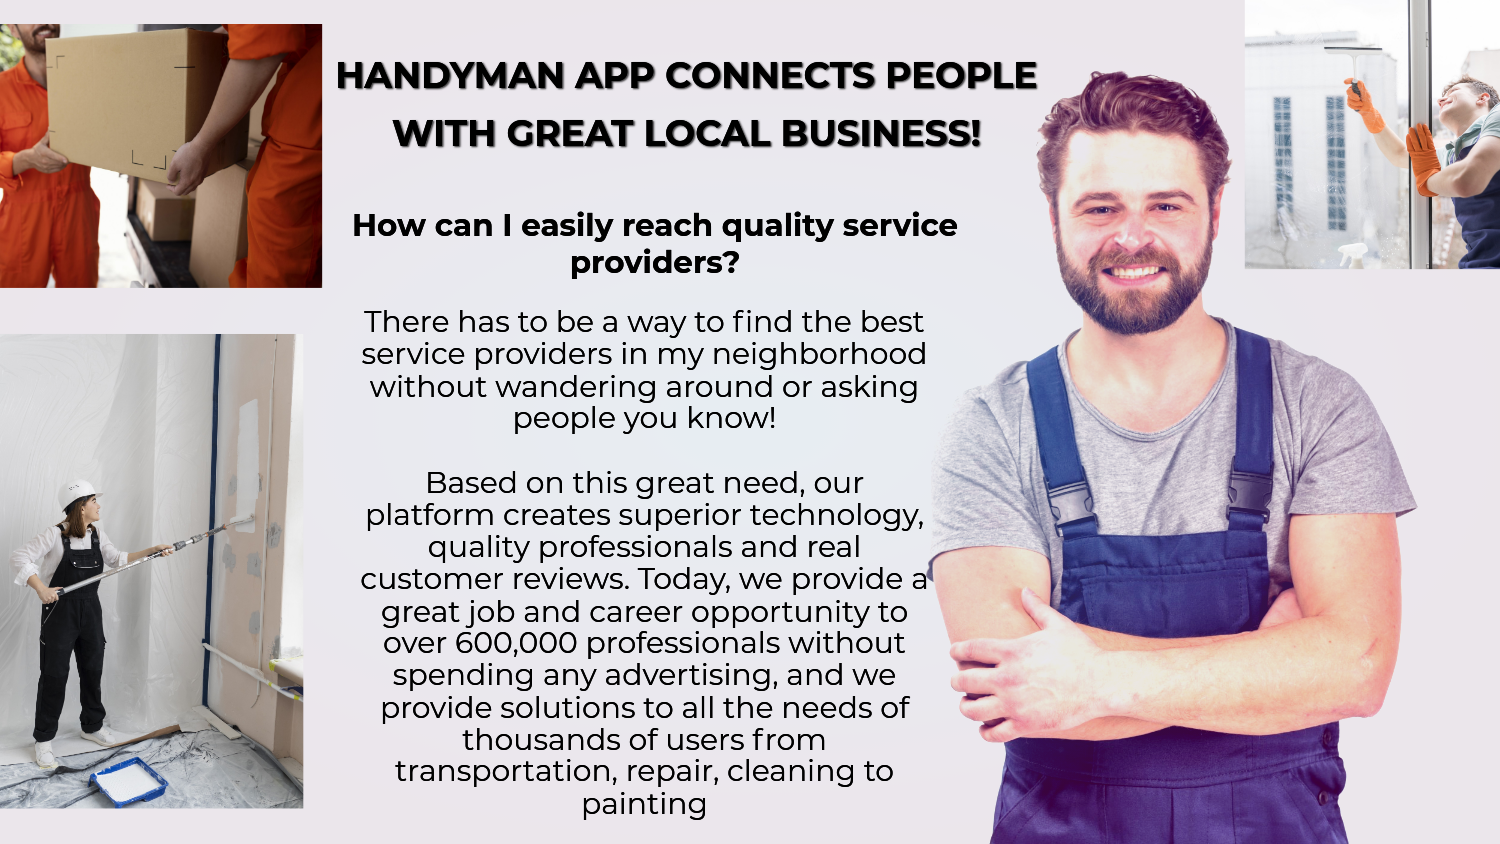 HANDYMAN APP CONNECTS PEOPLE
WITH GREAT LOCAL BUSINESS!
How can I easily reach quality service
providers?
There has to be a way to find the best
service providers in my neighborhood
without wandering around or asking
people you know!
Based on this great need, our
platform creates superior technology,
quality professionals and real
customer reviews. Today, we provide a
great job and career opportunity to
over 600,000 professionals without
spending any advertising, and we
provide solutions to all the needs of
thousands of users from
transportation, repair, cleaning to
painting